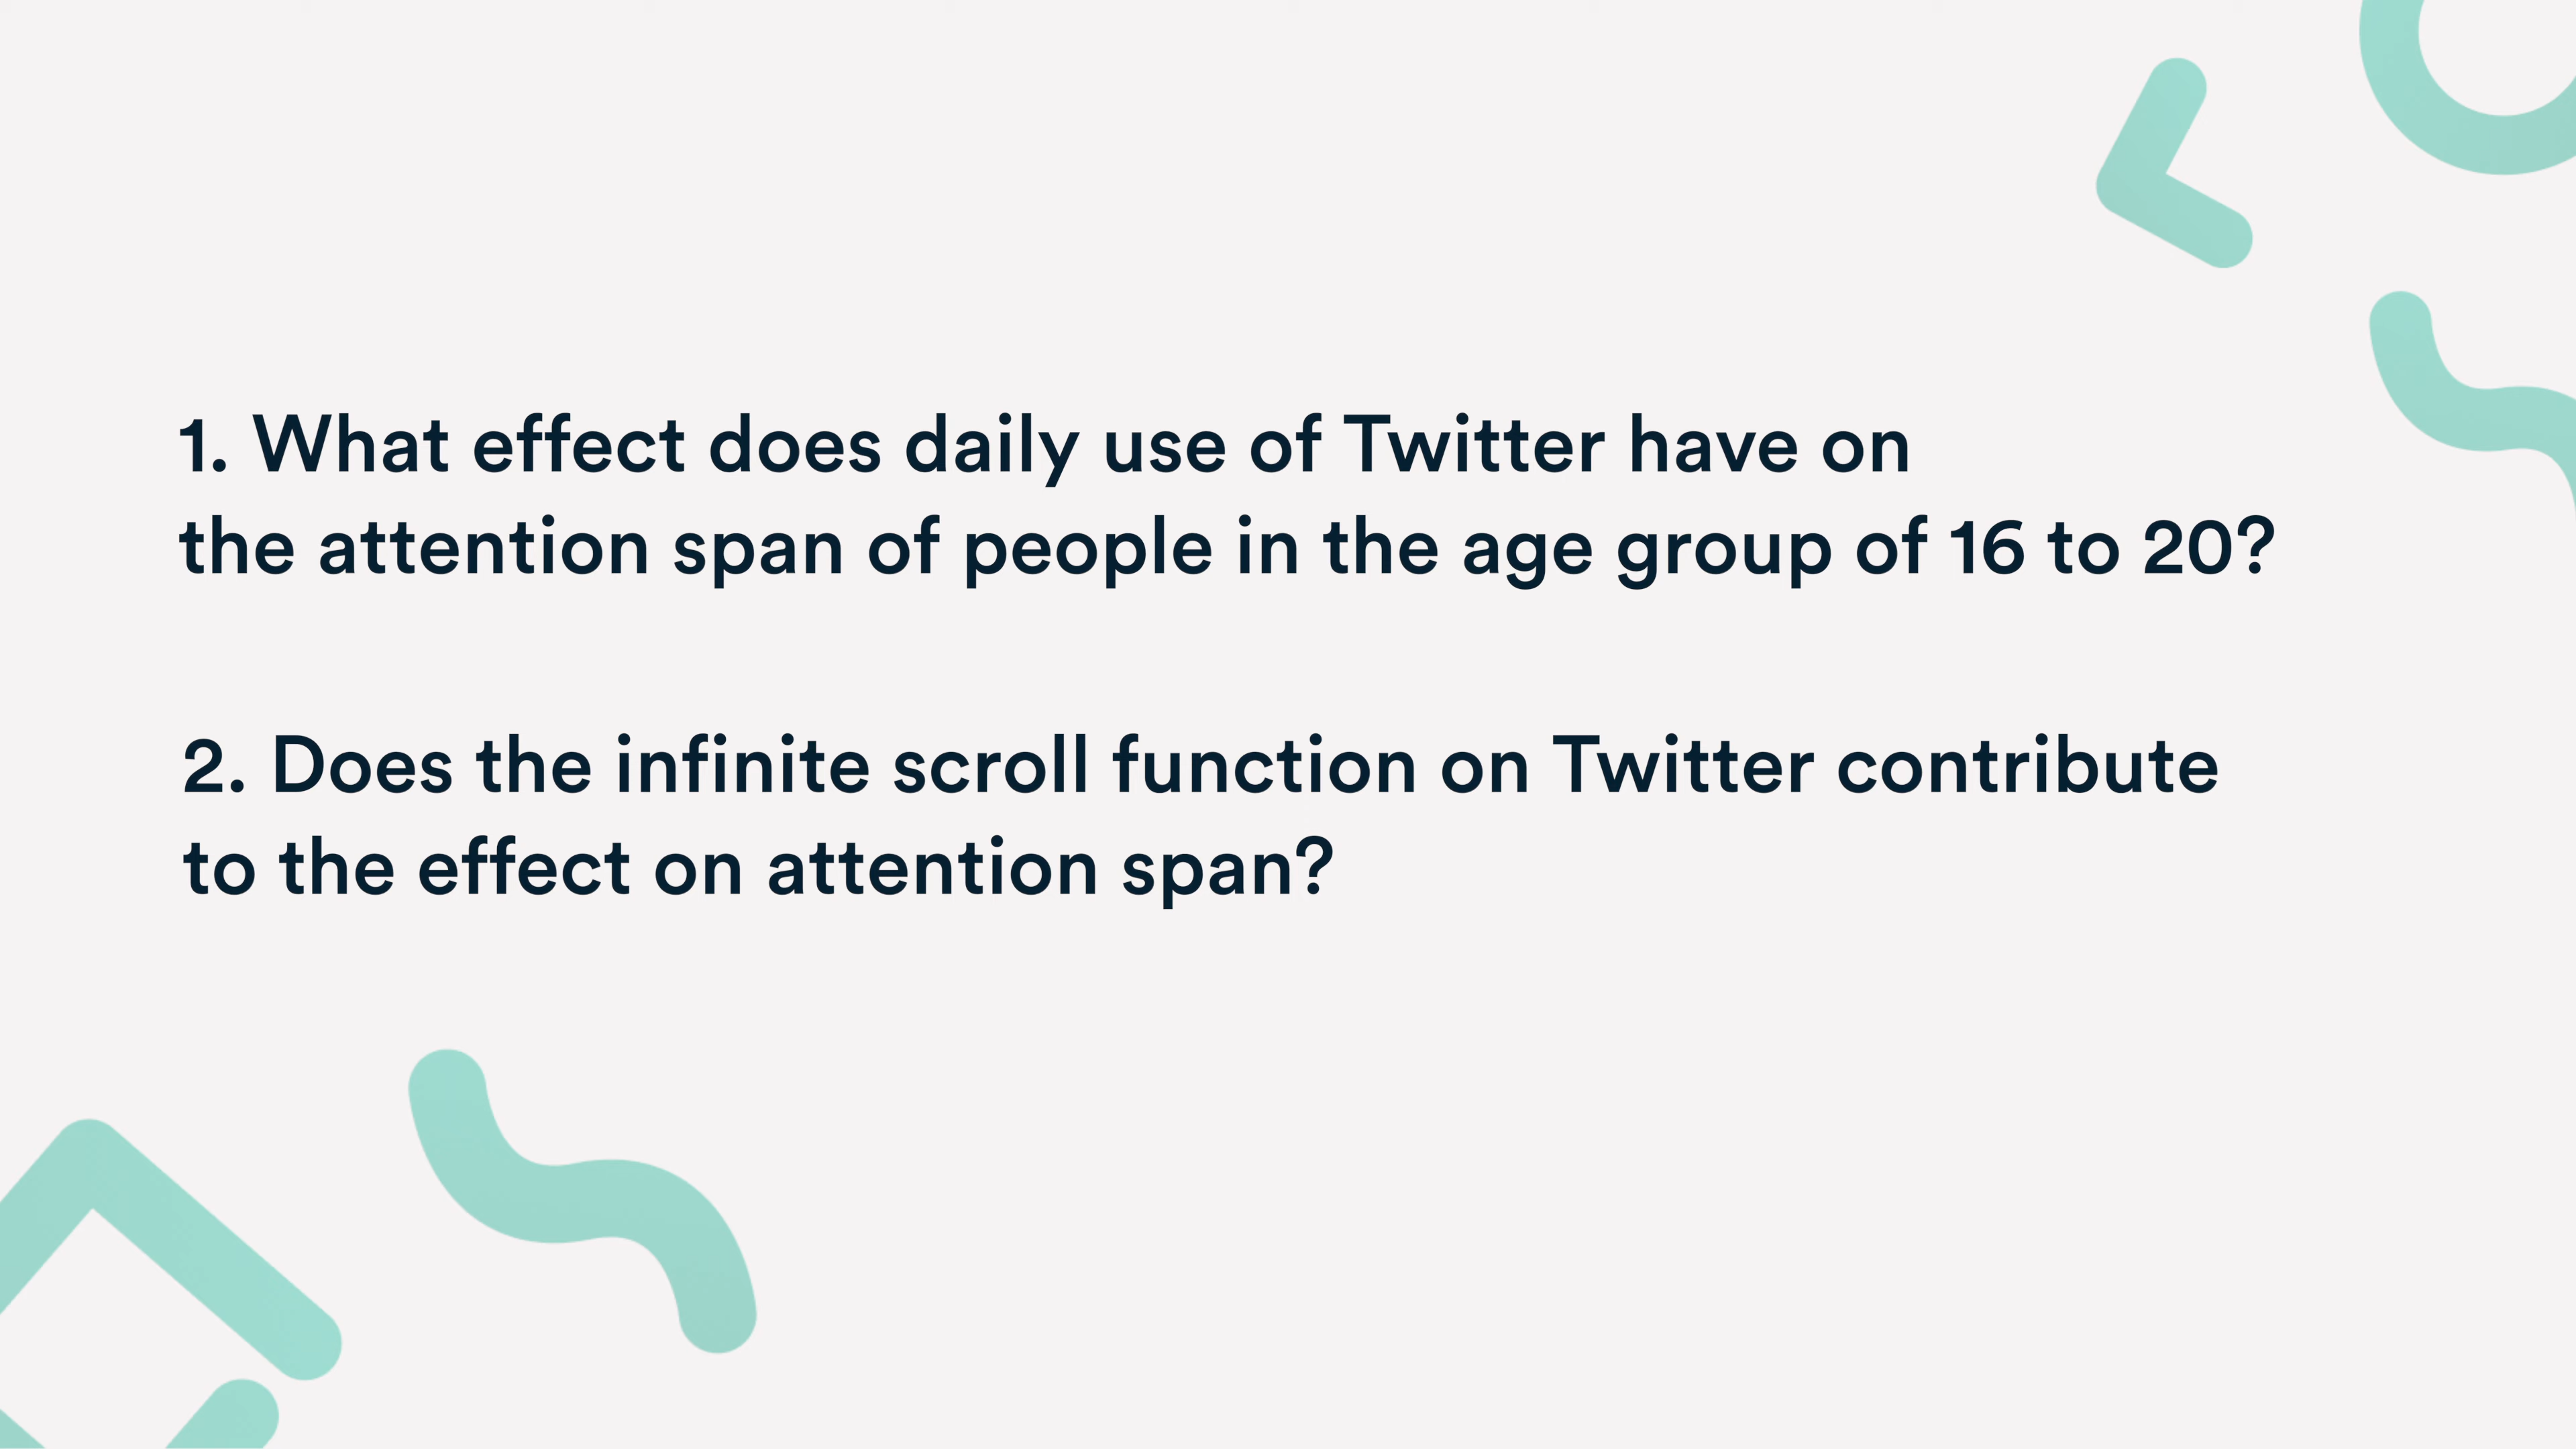 1. What effect does daily use of Twitter have on
the attention span of people in the age group of 16 to 20?
2. Does the infinite scroll function on Twitter contribute
to the effect on attention span?